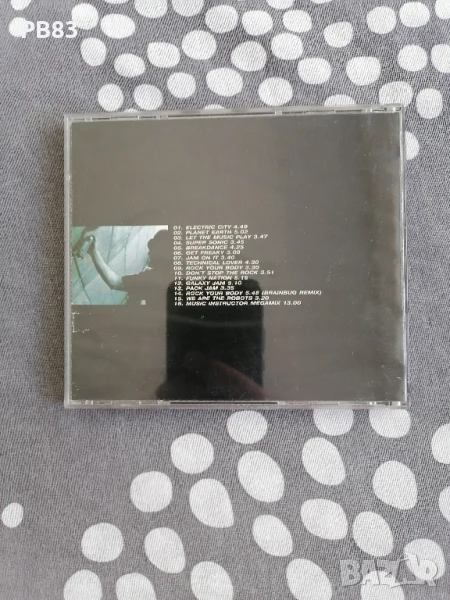 PB83
01. ELECTRIC CITY 4.49
02. PLANET EARTH 5.02
03. LET THE MUSIC PLAY 3.47
04. SUPER SONIC 3.45
05. BREAKDANCE 4.25
06. GET FREAKY 3.59
07. JAM ON IT 3.40
08. TECHNICAL LOVER 4.30
09. ROCK YOUR BODY 3.30
10. DON'T STOP THE ROCK 3.51
11. FUNKY NATION 5.15
12. GALAXY JAM 5.10
13. PACK JAM 3.35
14. ROCK YOUR BODY 5.48 (BRAINBUG REMIX)
15. WE ARE THE ROBOTS 3.20
16. MUSIC INSTRUCTOR MEGAMIX 13.00
BAZAR